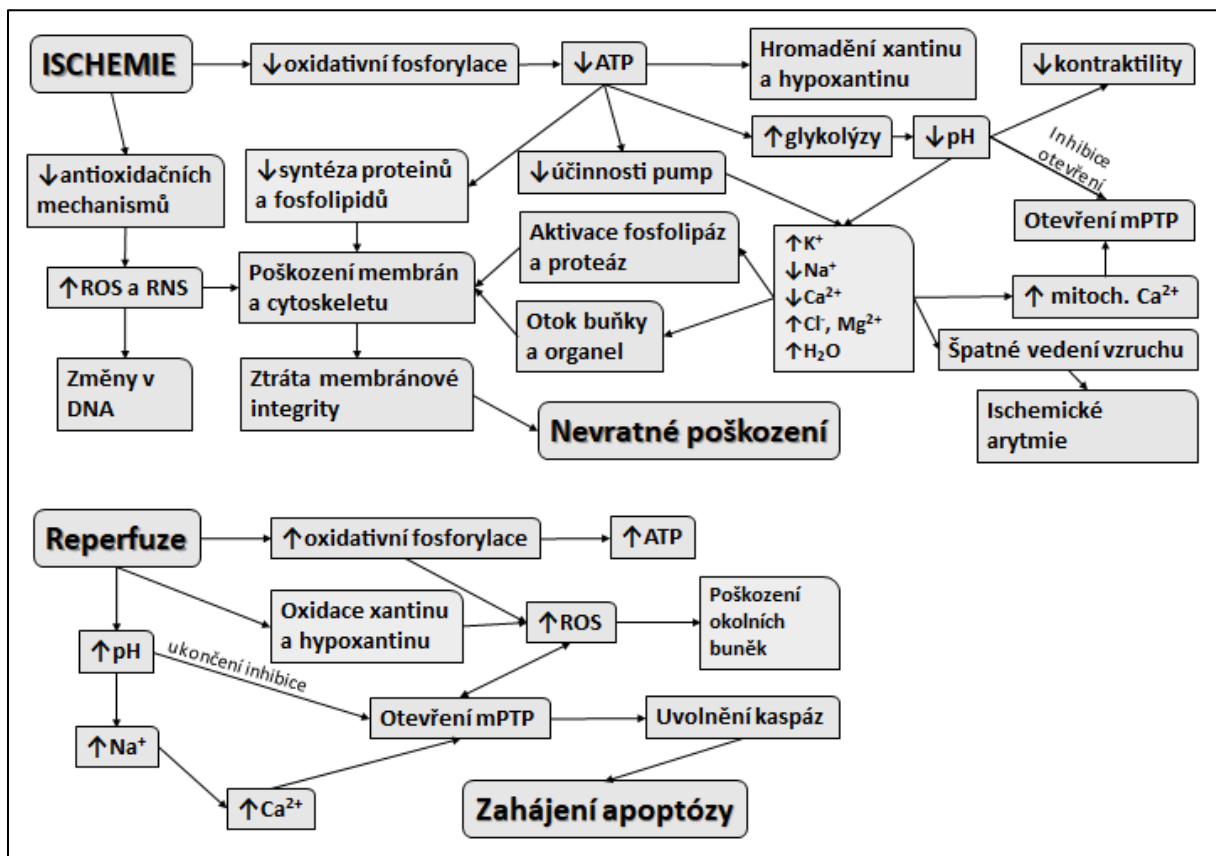 ISCHEMIE
↓oxidativní fosforylace
↓ATP
Hromadění xantinu
a hypoxantinu
↓kontraktility
↑glykolýzy
↓pH
Inhibice
otevření
↓antioxidačních
mechanismů
↓syntéza proteinů
a fosfolipidů
↓účinnosti pump
Otevření mPTP
Aktivace fosfolipáz
a proteáz
↑K⁺
↓Na⁺
↓Ca²⁺
↑Cl⁻, Mg²⁺
↑H₂O
↑ROS a RNS
Poškození membrán
a cytoskeletu
↑ mitoch. Ca²⁺
Otok buňky
a organel
Špatné vedení vzruchu
Změny v
DNA
Ztráta membránové
integrity
Nevratné poškození
Ischemické
arytmie
Reperfuze
↑oxidativní fosforylace
↑ATP
Oxidace xantinu
a hypoxantinu
↑ROS
Poškození
okolních
buněk
↑pH
ukončení inhibice
Otevření mPTP
Uvolnění kaspáz
↑Na⁺
↑Ca²⁺
Zahájení apoptózy